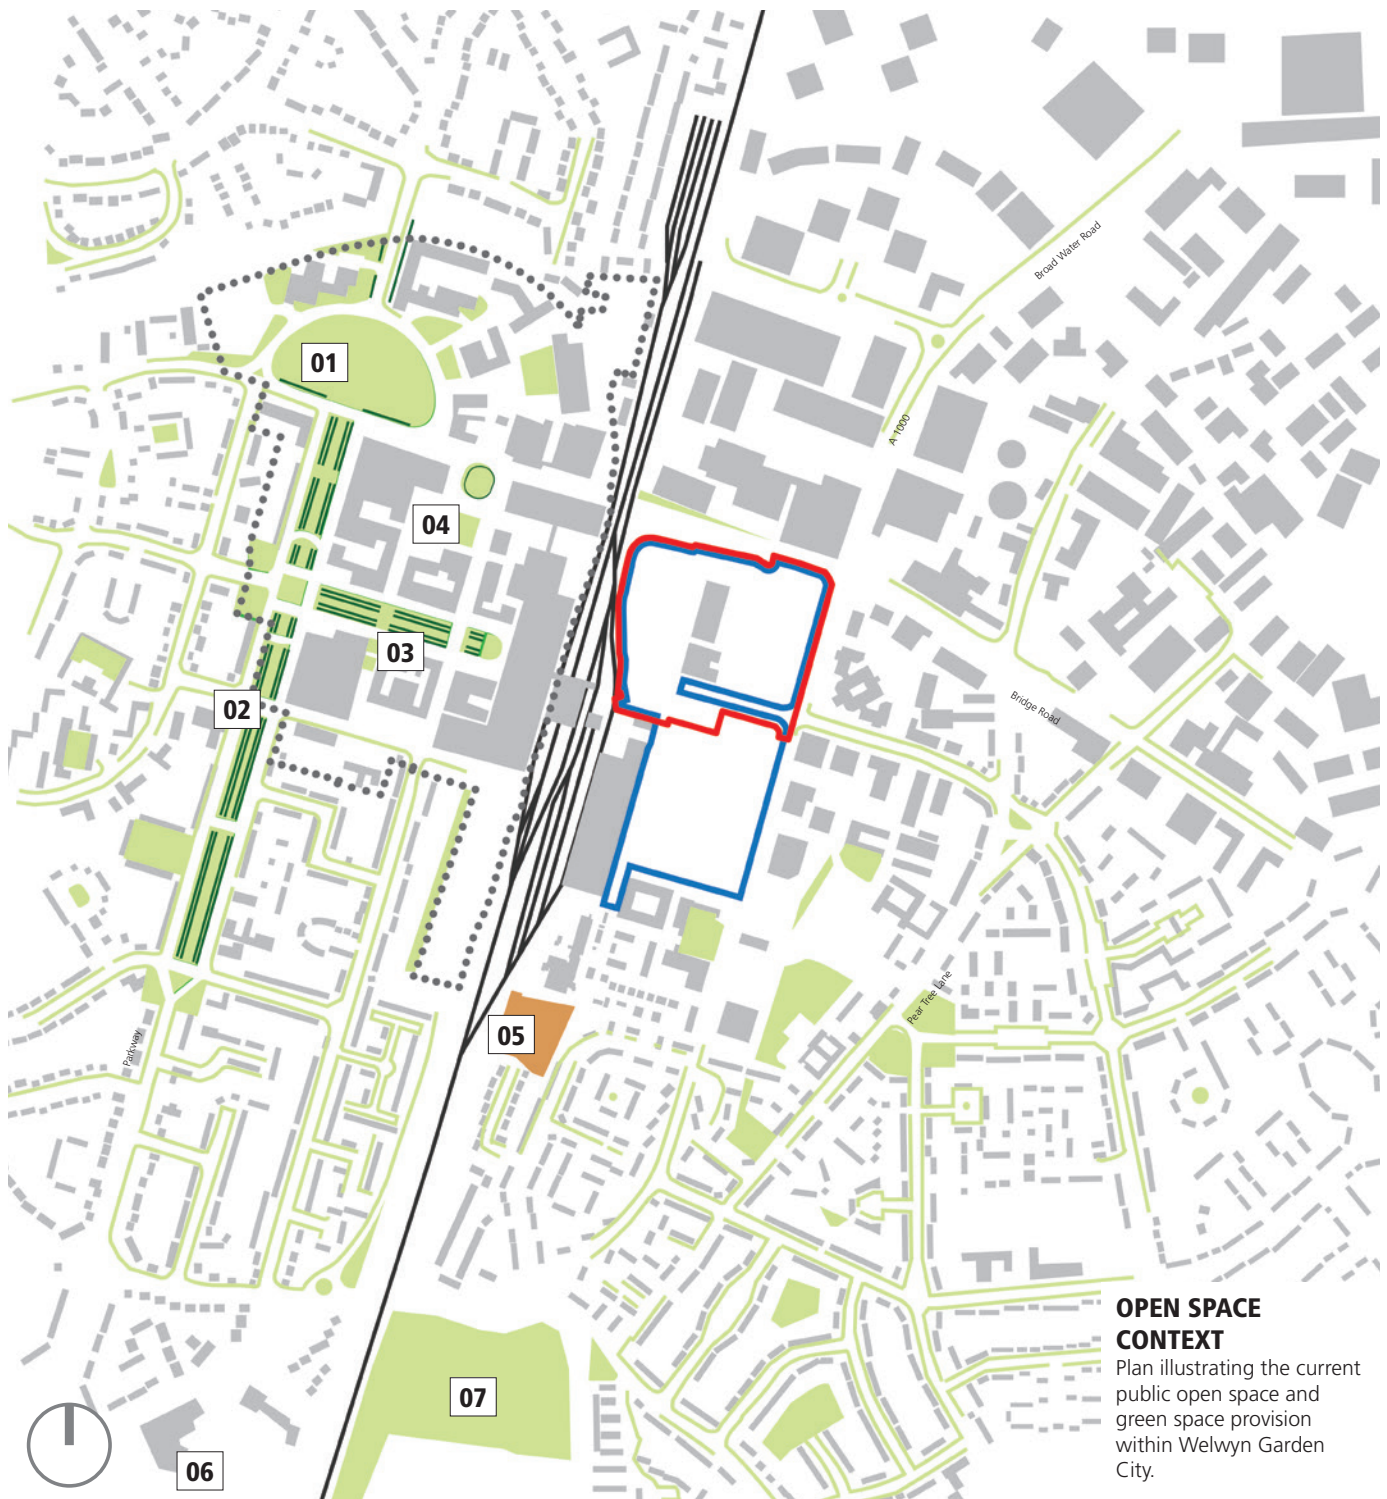 Broad Water Road
01
A 1000
04
03
Bridge Road
02
Pear Tree Lane
05
Parkway
OPEN SPACE
CONTEXT
Plan illustrating the current
public open space and
green space provision
within Welwyn Garden
City.
07
06